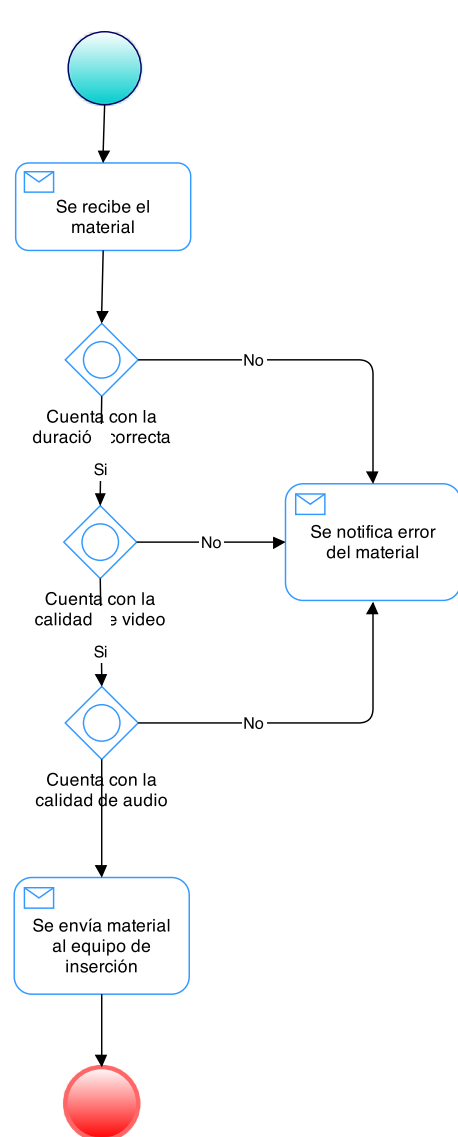 Se recibe el
material
No
Cuenta con la
duració correcta
Si
Se notifica error
del material
No
Cuenta con la
calidad e video
Si
No
Cuenta con la
calidad de audio
Se envía material
al equipo de
inserción